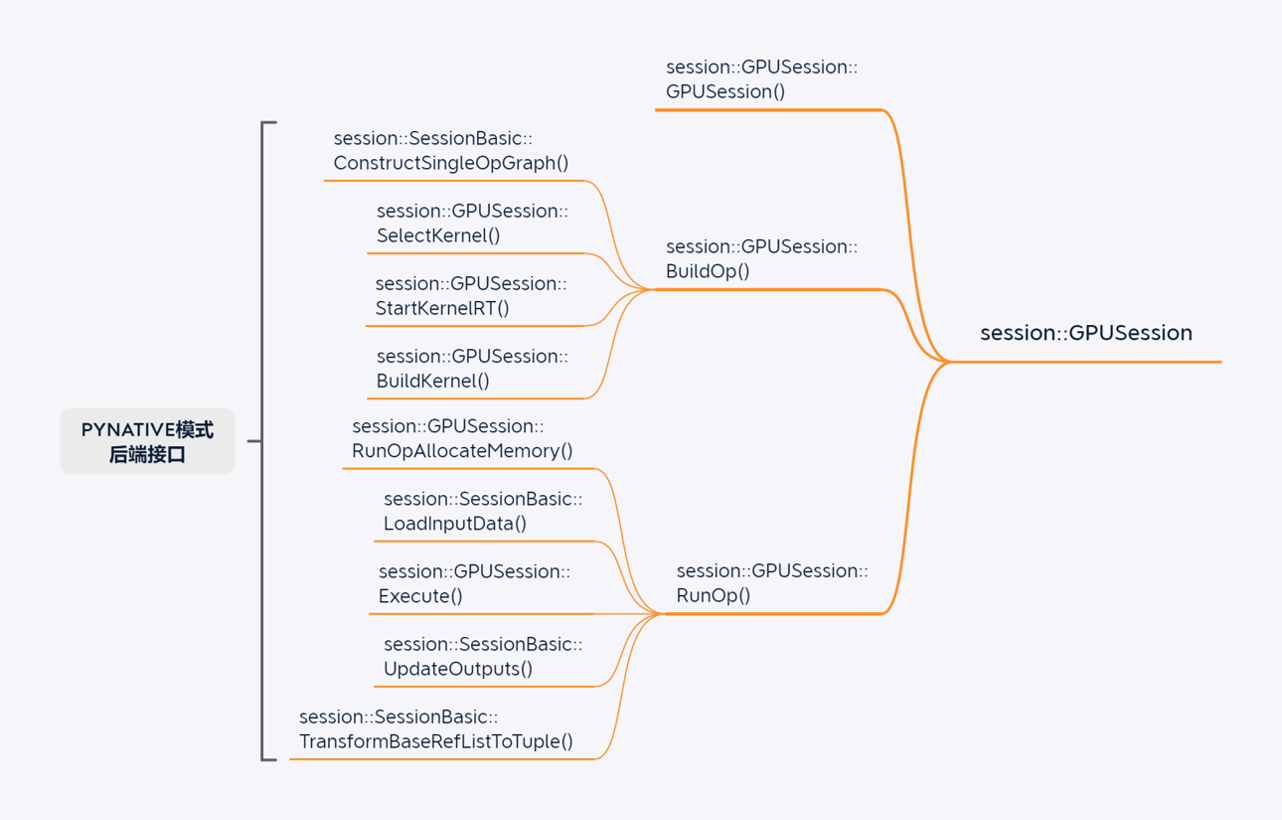 session::GPUSession::
GPUSession()
session::SessionBasic::
ConstructSingleOpGraph()
session::GPUSession::
SelectKernel()
session::GPUSession::
BuildOp()
session::GPUSession::
StartKernelRT()
session::GPUSession
session::GPUSession::
BuildKernel()
PYNATIVE模式
后端接口
session::GPUSession::
RunOpAllocateMemory()
session::SessionBasic::
LoadInputData()
session::GPUSession::
Execute()
session::GPUSession::
RunOp()
session::SessionBasic::
UpdateOutputs()
session::SessionBasic::
TransformBaseRefListToTuple()